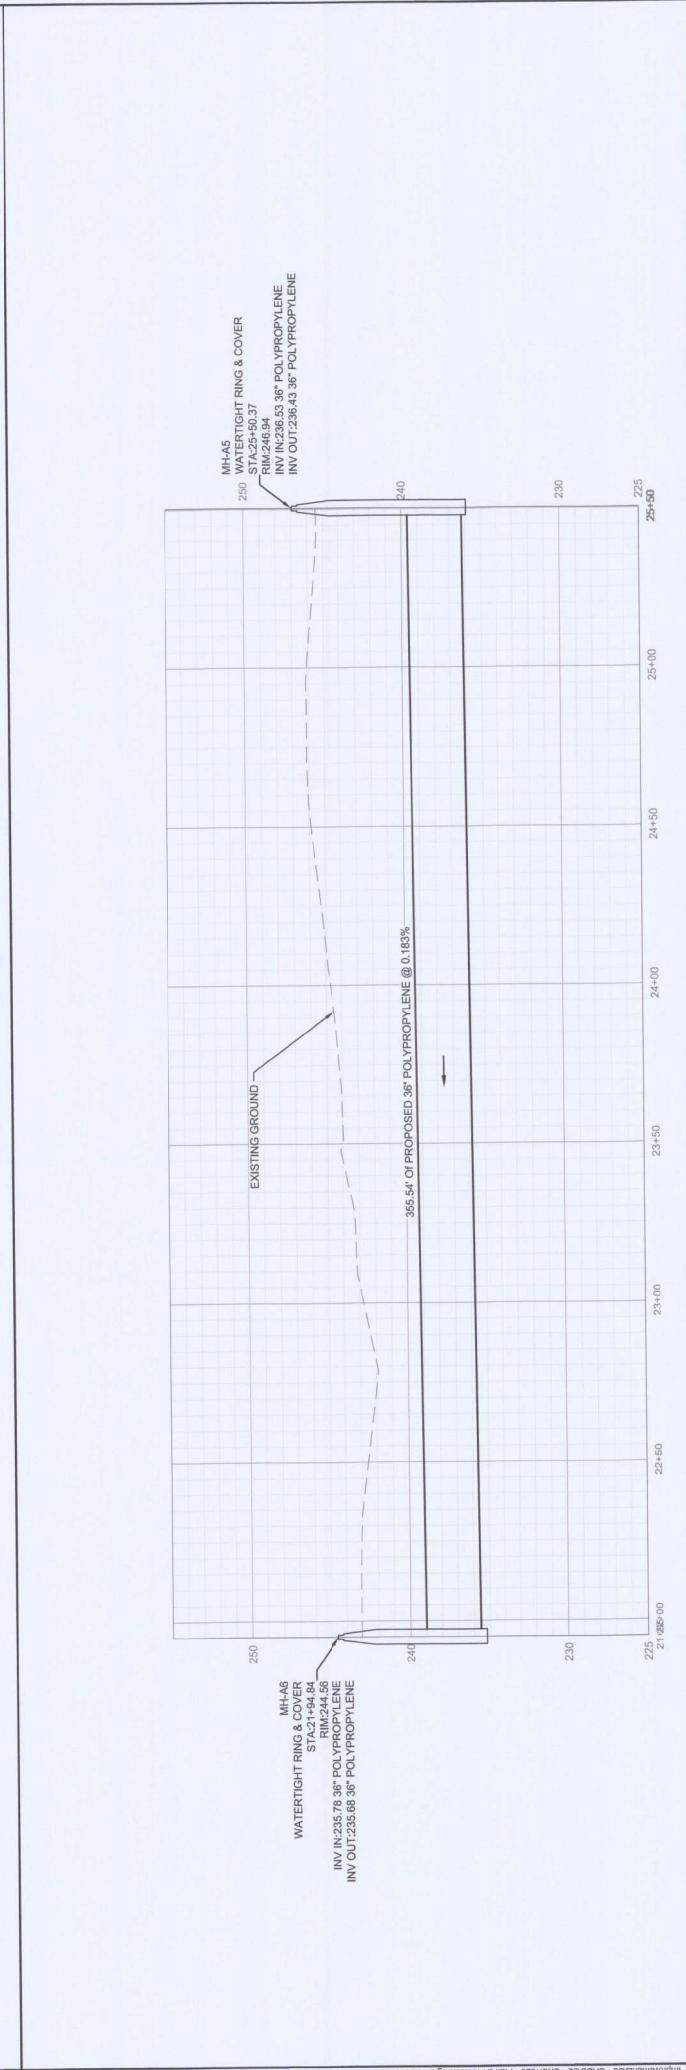 MH-A6
WATERTIGHT RING & COVER
STA:21+94.84
RIM:244.56
INV IN:235.78 36" POLYPROPYLENE
INV OUT:235.68 36" POLYPROPYLENE
EXISTING GROUND
355.54' Of PROPOSED 36" POLYPROPYLENE @ 0.183%
MH-A5
WATERTIGHT RING & COVER
STA:25+50.37
RIM:246.94
INV IN:236.53 36" POLYPROPYLENE
INV OUT:236.43 36" POLYPROPYLENE
250
240
230
225
250
240
230
225
22+50
23+00
23+50
24+00
24+50
25+00
25+50